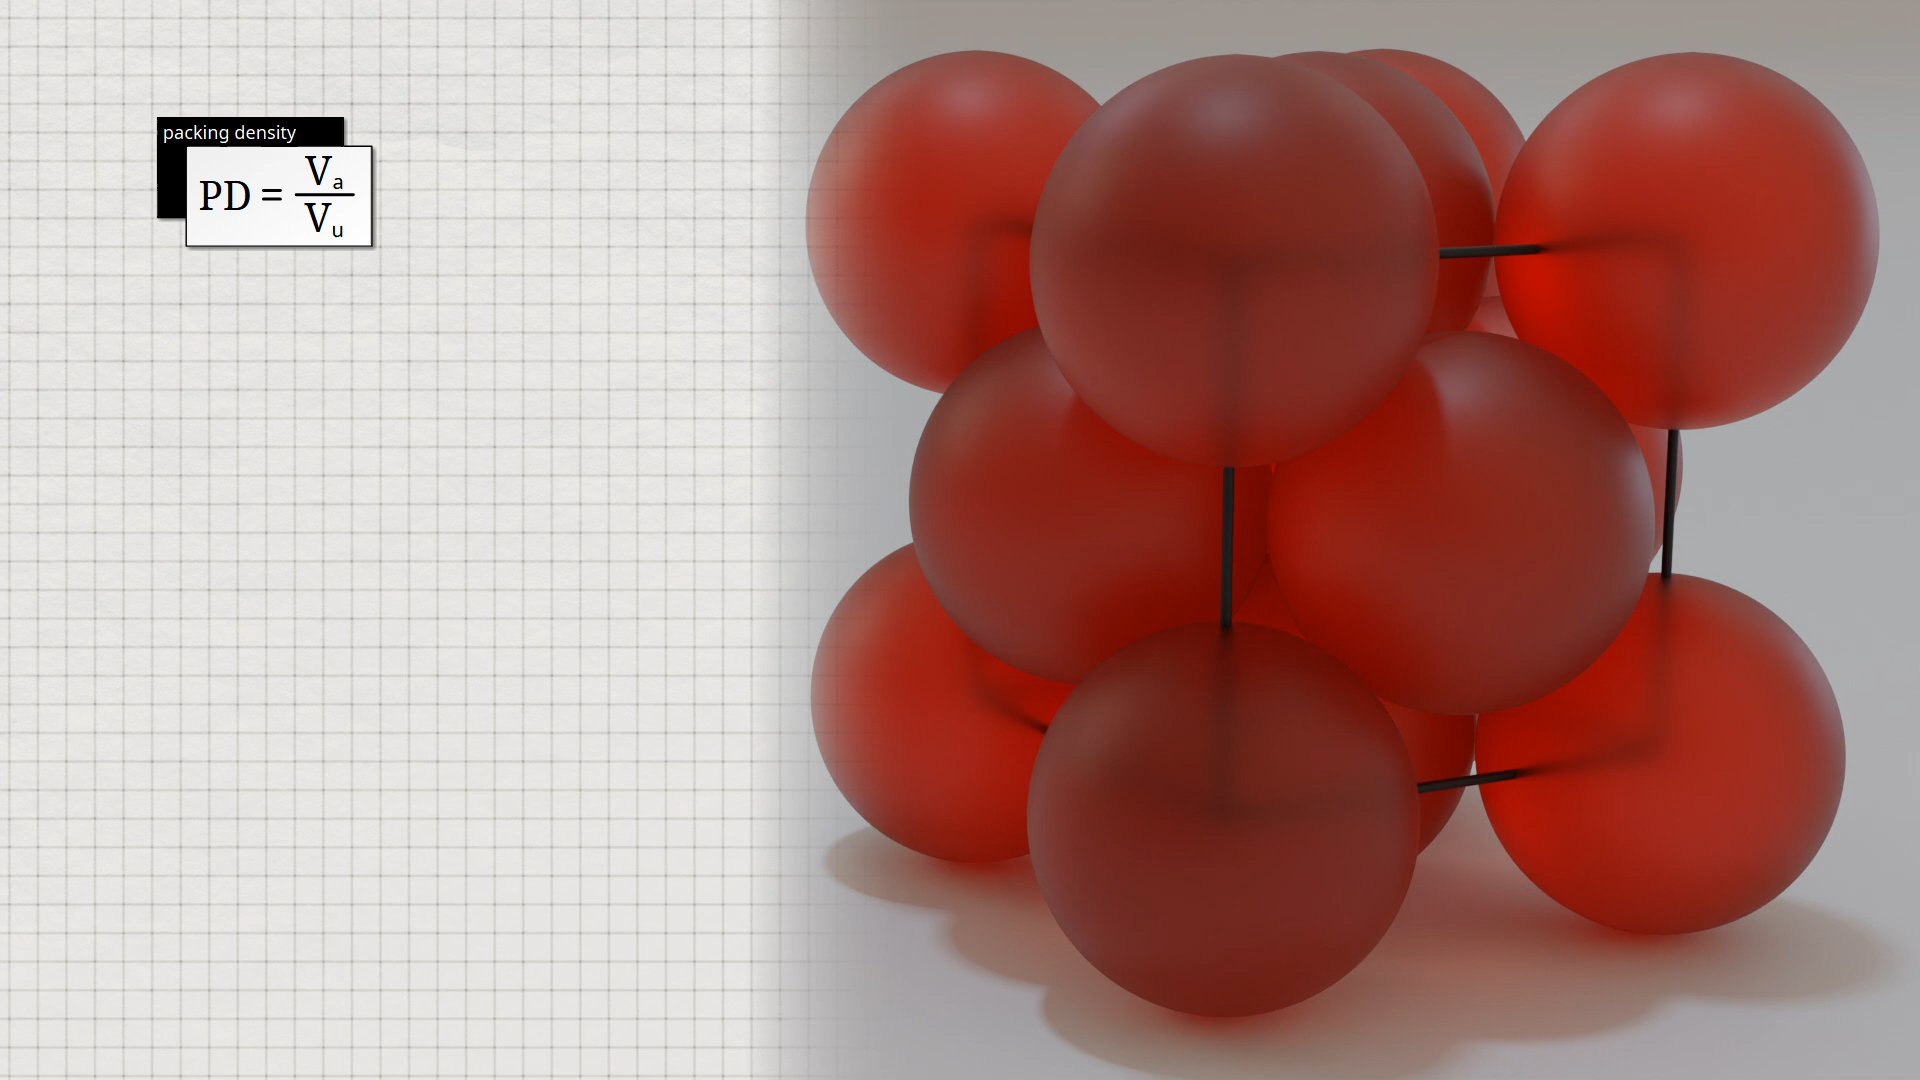 packing density
PD = Va/Vu